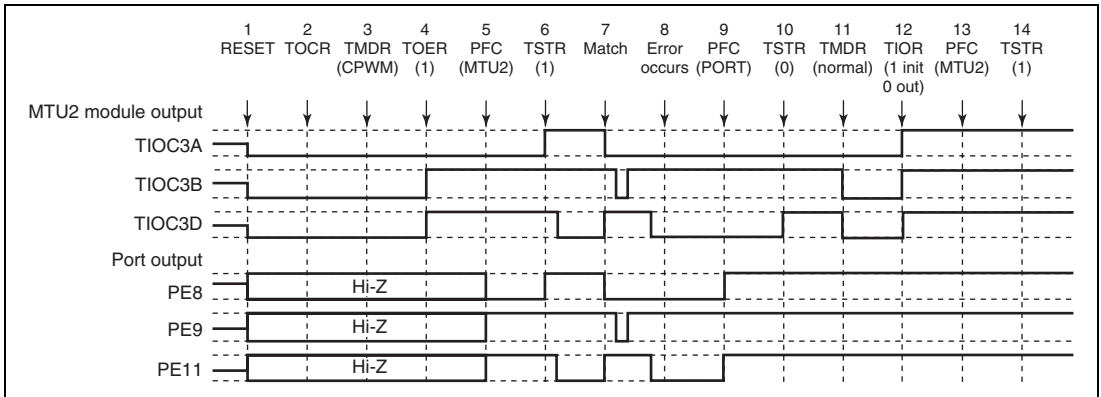 1 2 3 4 5 6 7 8 9 10 11 12 13 14
RESET TOCR TMDR TOER PFC TSTR Match Error PFC TSTR TMDR TIOR PFC TSTR
(CPWM) (1) (MTU2) (1) occurs (PORT) (0) (normal) (1 init (MTU2) (1)
0 out)
MTU2 module output
TIOC3A
TIOC3B
TIOC3D
Port output
PE8 Hi-Z
PE9 Hi-Z
PE11 Hi-Z